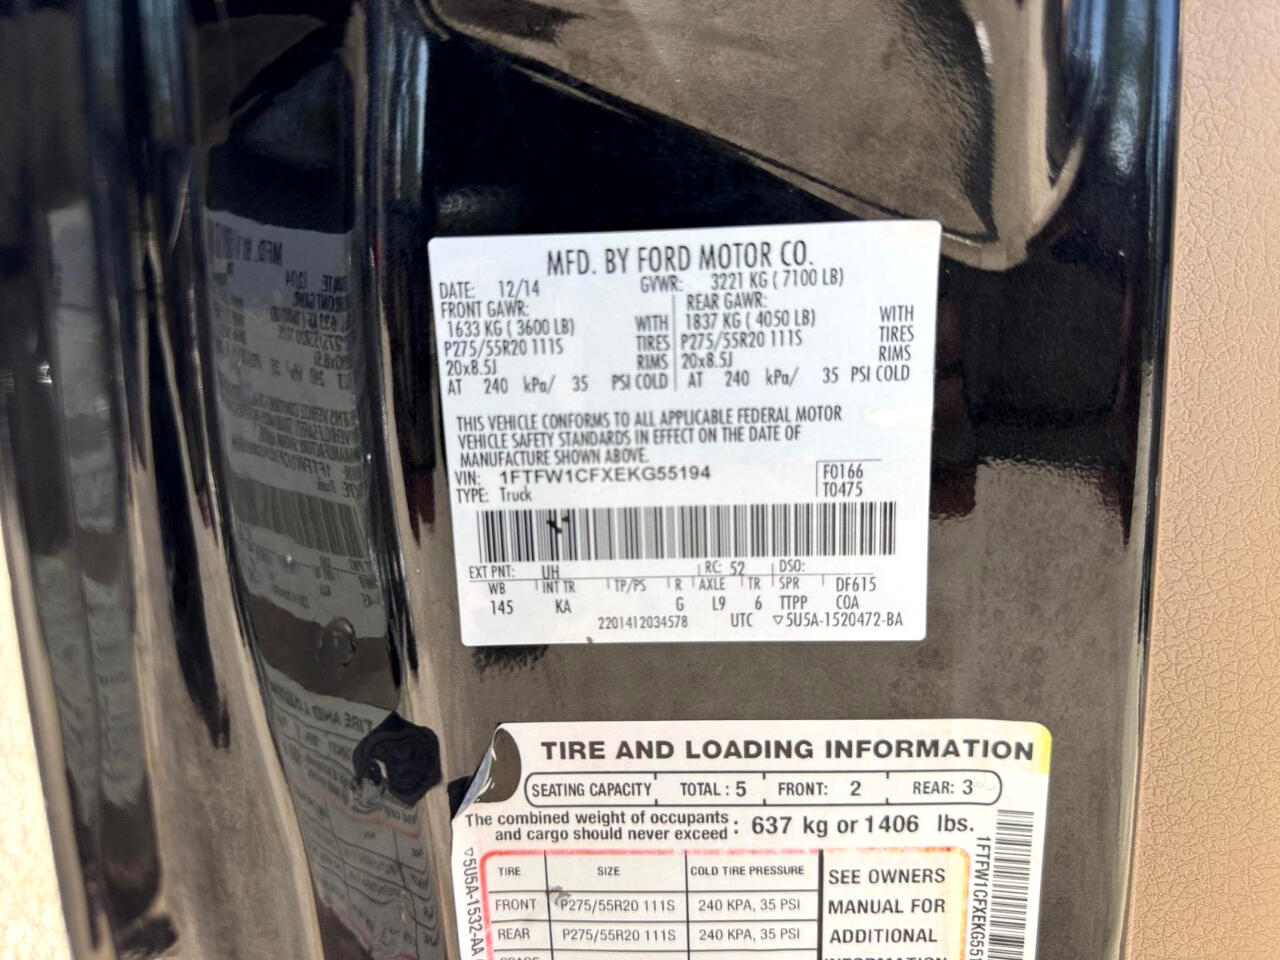 MFD. BY FORD MOTOR CO.
DATE: 12/14 GVWR: 3221 KG ( 7100 LB)
FRONT GAWR: REAR GAWR:
1633 KG ( 3600 LB) WITH 1837 KG ( 4050 LB) WITH
P275/55R20 111S TIRES P275/55R20 111S TIRES
20x8.5J RIMS 20x8.5J RIMS
AT 240 kPa/ 35 PSI COLD AT 240 kPa/ 35 PSI COLD
THIS VEHICLE CONFORMS TO ALL APPLICABLE FEDERAL MOTOR
VEHICLE SAFETY STANDARDS IN EFFECT ON THE DATE OF
MANUFACTURE SHOWN ABOVE.
VIN: 1FTFW1CFXEKG55194 F0166
TYPE: Truck T0475
EXT PNT: UH RC: 52 DSO:
WB INT TR TP/PS R AXLE TR SPR DF615
145 KA G L9 6 TTPP COA
2201412034578 UTC ▽5U5A-1520472-BA
TIRE AND LOADING INFORMATION
SEATING CAPACITY TOTAL : 5 FRONT: 2 REAR: 3
The combined weight of occupants
and cargo should never exceed : 637 kg or 1406 lbs.
TIRE SIZE COLD TIRE PRESSURE SEE OWNERS
FRONT P275/55R20 111S 240 KPA, 35 PSI MANUAL FOR
REAR P275/55R20 111S 240 KPA, 35 PSI ADDITIONAL
▽5U5A-1532-AA
1FTFW1CFXEKG551